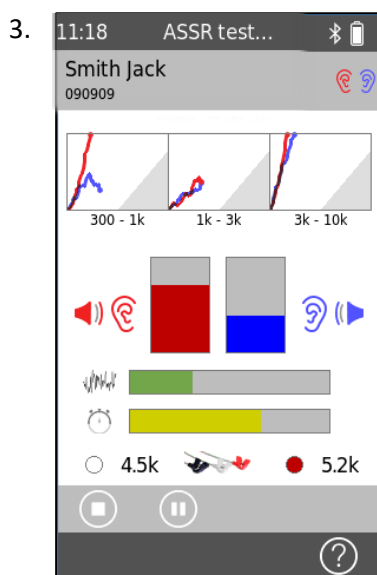 3.
11:18 ASSR test...
Smith Jack
090909
300 - 1k 1k - 3k 3k - 10k
4.5k 5.2k
?